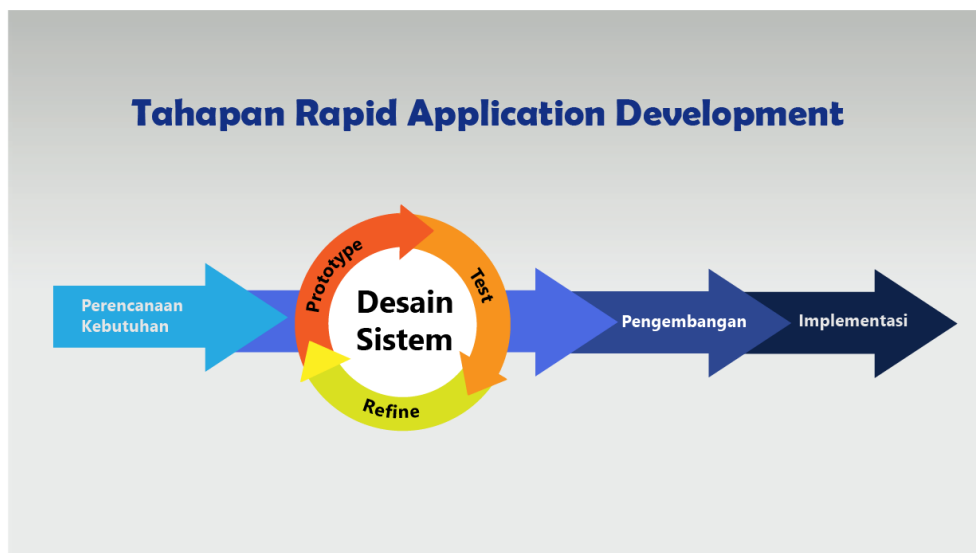 Tahapan Rapid Application Development
Perencanaan
Kebutuhan
Prototype
Test
Refine
Desain
Sistem
Pengembangan
Implementasi